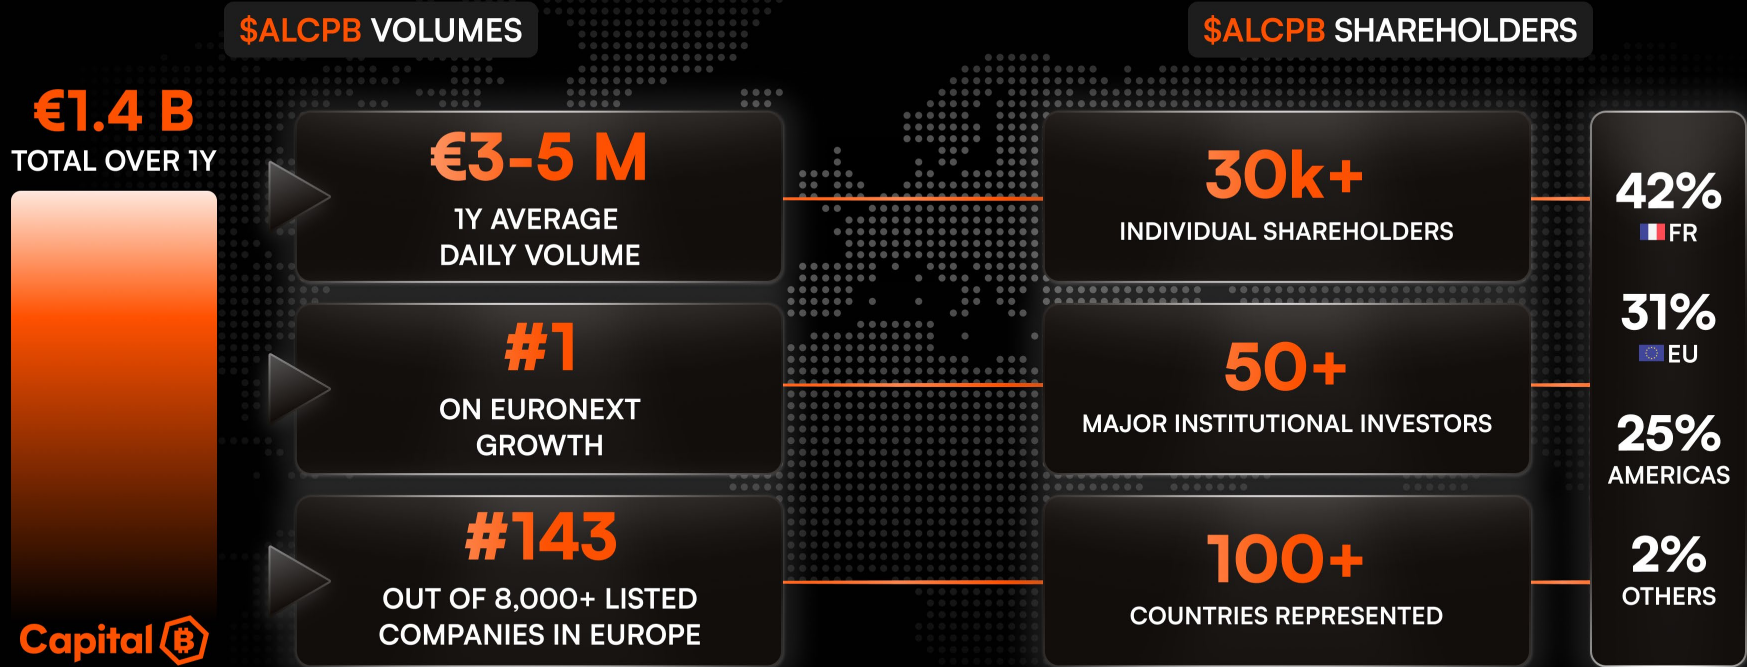 $ALCPB VOLUMES
€1.4 B
TOTAL OVER 1Y
€3-5 M
1Y AVERAGE
DAILY VOLUME
#1
ON EURONEXT
GROWTH
#143
OUT OF 8,000+ LISTED
COMPANIES IN EUROPE
Capital B
$ALCPB SHAREHOLDERS
30k+
INDIVIDUAL SHAREHOLDERS
50+
MAJOR INSTITUTIONAL INVESTORS
100+
COUNTRIES REPRESENTED
42%
FR
31%
EU
25%
AMERICAS
2%
OTHERS